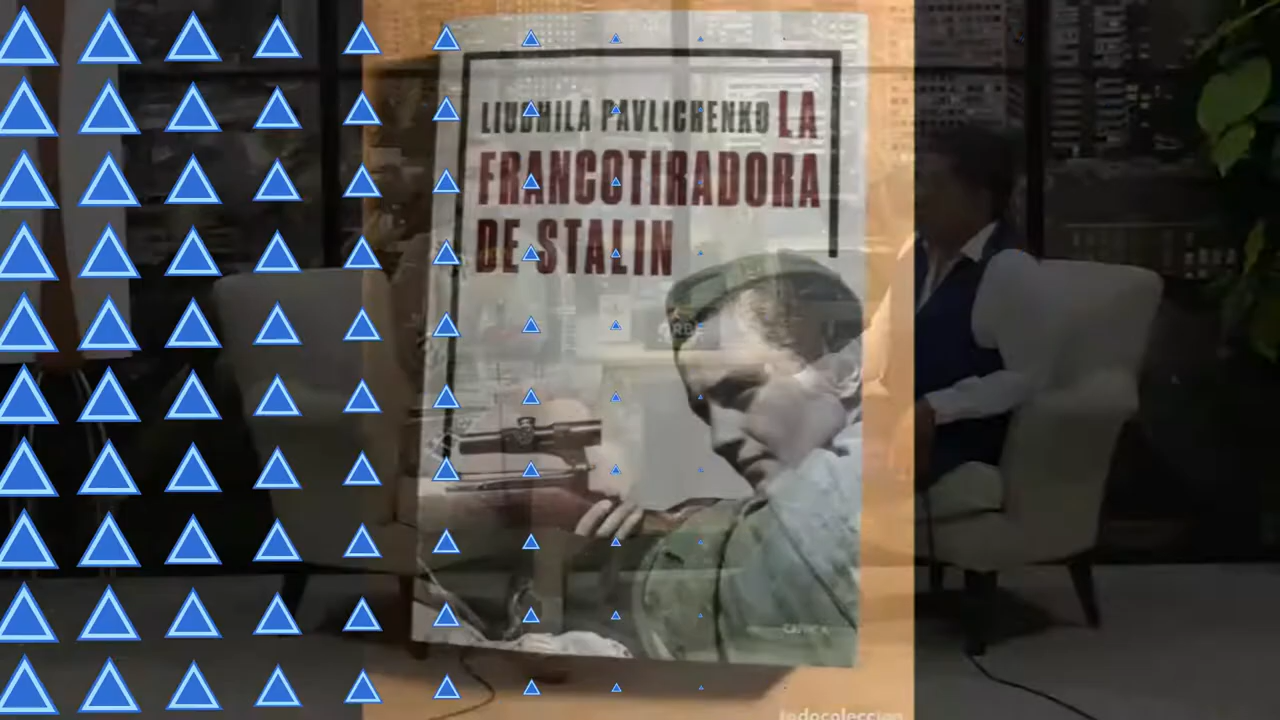 LIUDMILA PAVLICHENKO LA
FRANCOTIRADORA
DE STALIN
todocoleccion